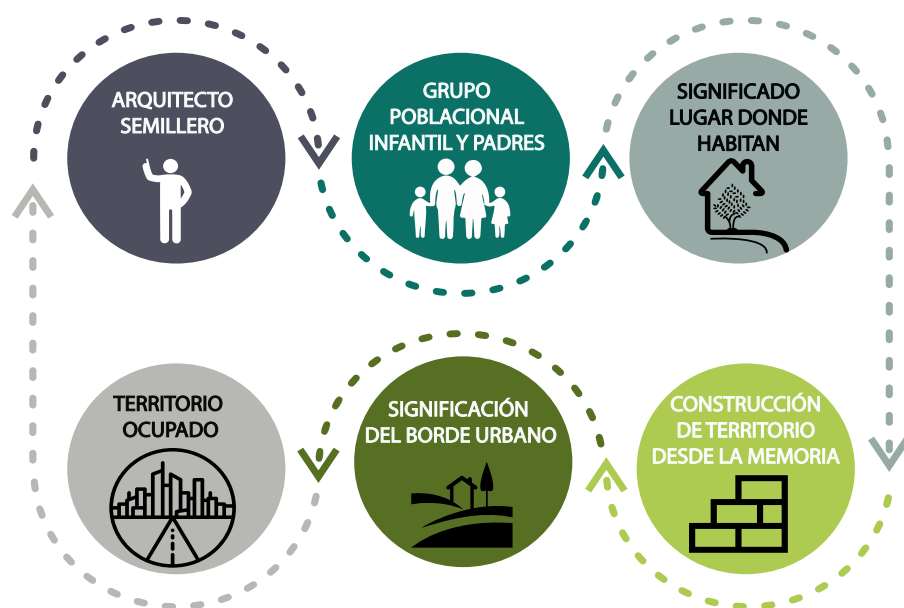 ARQUITECTO
SEMILLERO
GRUPO
POBLACIONAL
INFANTIL Y PADRES
SIGNIFICADO
LUGAR DONDE
HABITAN
TERRITORIO
OCUPADO
SIGNIFICACIÓN
DEL BORDE URBANO
CONSTRUCCIÓN
DE TERRITORIO
DESDE LA MEMORIA